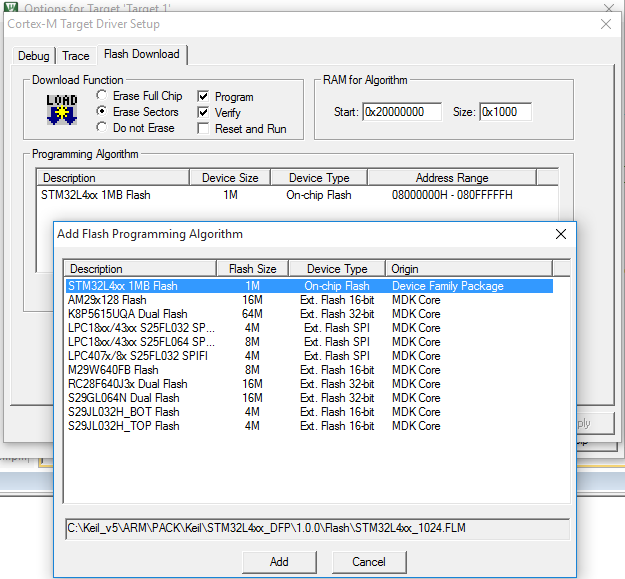 Options for Target 'Target 1'
Cortex-M Target Driver Setup
Debug Trace Flash Download
Download Function
LOAD
Erase Full Chip
Erase Sectors
Do not Erase
Program
Verify
Reset and Run
RAM for Algorithm
Start: 0x20000000 Size: 0x1000
Programming Algorithm
Description Device Size Device Type Address Range
STM32L4xx 1MB Flash 1M On-chip Flash 08000000H - 080FFFFFH
Add Flash Programming Algorithm
Description Flash Size Device Type Origin
STM32L4xx 1MB Flash 1M On-chip Flash Device Family Package
AM29x128 Flash 16M Ext. Flash 16-bit MDK Core
K8P5615UQA Dual Flash 64M Ext. Flash 32-bit MDK Core
LPC18xx/43xx S25FL032 SP... 4M Ext. Flash SPI MDK Core
LPC18xx/43xx S25FL064 SP... 8M Ext. Flash SPI MDK Core
LPC407x/8x S25FL032 SPIFI 4M Ext. Flash SPI MDK Core
M29W640FB Flash 8M Ext. Flash 16-bit MDK Core
RC28F640J3x Dual Flash 16M Ext. Flash 32-bit MDK Core
S29GL064N Dual Flash 16M Ext. Flash 32-bit MDK Core
S29JL032H_BOT Flash 4M Ext. Flash 16-bit MDK Core
S29JL032H_TOP Flash 4M Ext. Flash 16-bit MDK Core
C:\Keil_v5\ARM\PACK\Keil\STM32L4xx_DFP\1.0.0\Flash\STM32L4xx_1024.FLM
Add Cancel